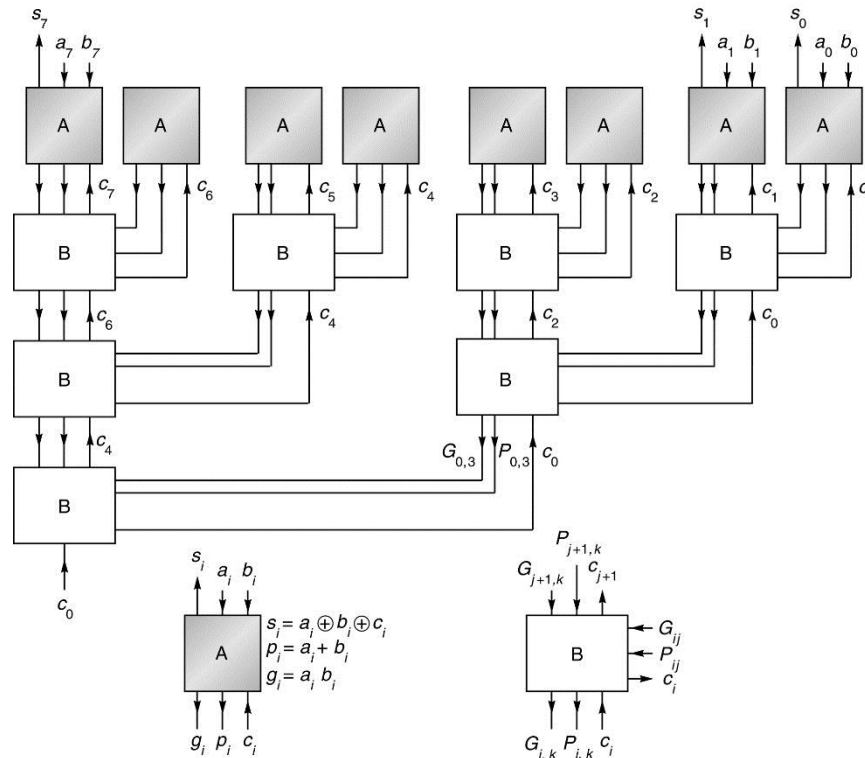 s7 s1 s0
a7 b7 a1 b1 a0 b0
A A A A A A A A
c7 c6 c5 c4 c3 c2 c1 c
B B B B
c6 c4 c2 c0
B B
c4 G0,3 P0,3 c0
B
c0
si ai bi
A
si = ai ⊕ bi ⊕ ci
pi = ai + bi
gi = ai bi
gi pi ci
Pj+1,k
Gj+1,k cj+1
B
Gij
Pij
ci
Gi,k Pi,k ci